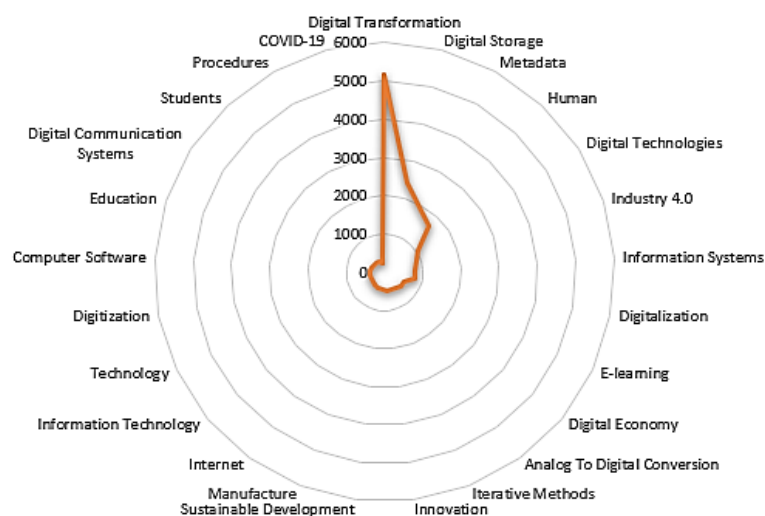 Digital Transformation
COVID-19 6000 Digital Storage
Procedures Metadata
Students 5000 Human
Digital Communication
Systems
4000 Digital Technologies
3000
Education 2000 Industry 4.0
1000
Computer Software 0 Information Systems
Digitization Digitalization
Technology E-learning
Information Technology Digital Economy
Internet Analog To Digital Conversion
Manufacture Iterative Methods
Sustainable Development Innovation